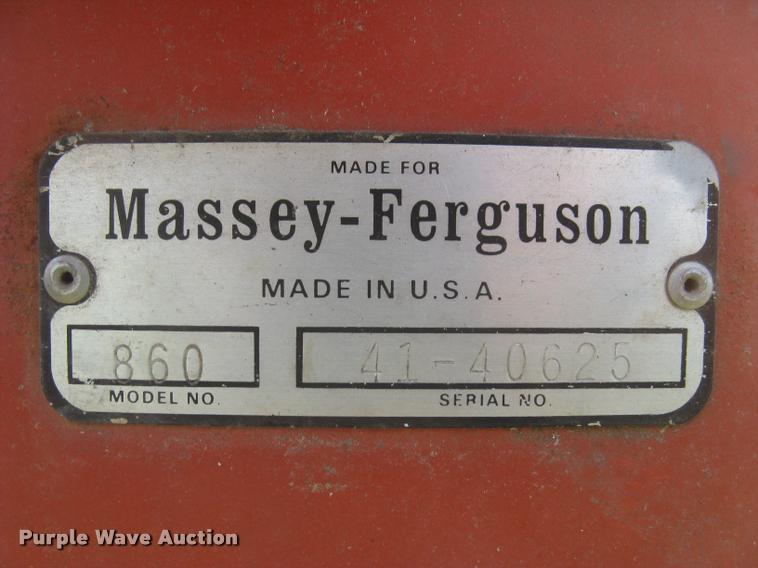 MADE FOR
Massey-Ferguson
MADE IN U.S.A.
860 41-40625
MODEL NO. SERIAL NO.
Purple Wave Auction